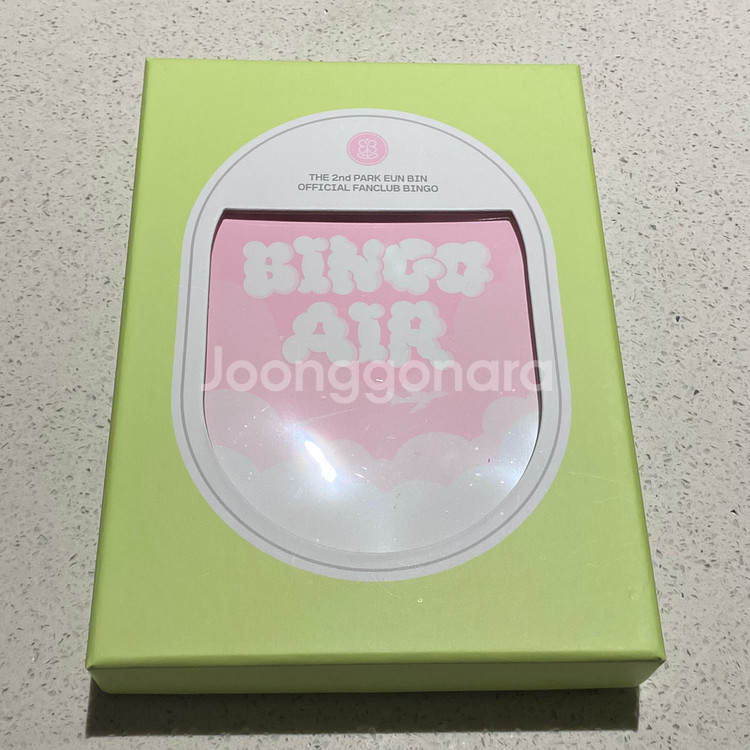 THE 2nd PARK EUN BIN
OFFICIAL FANCLUB BINGO
BINGO
AIR
Joonggonara